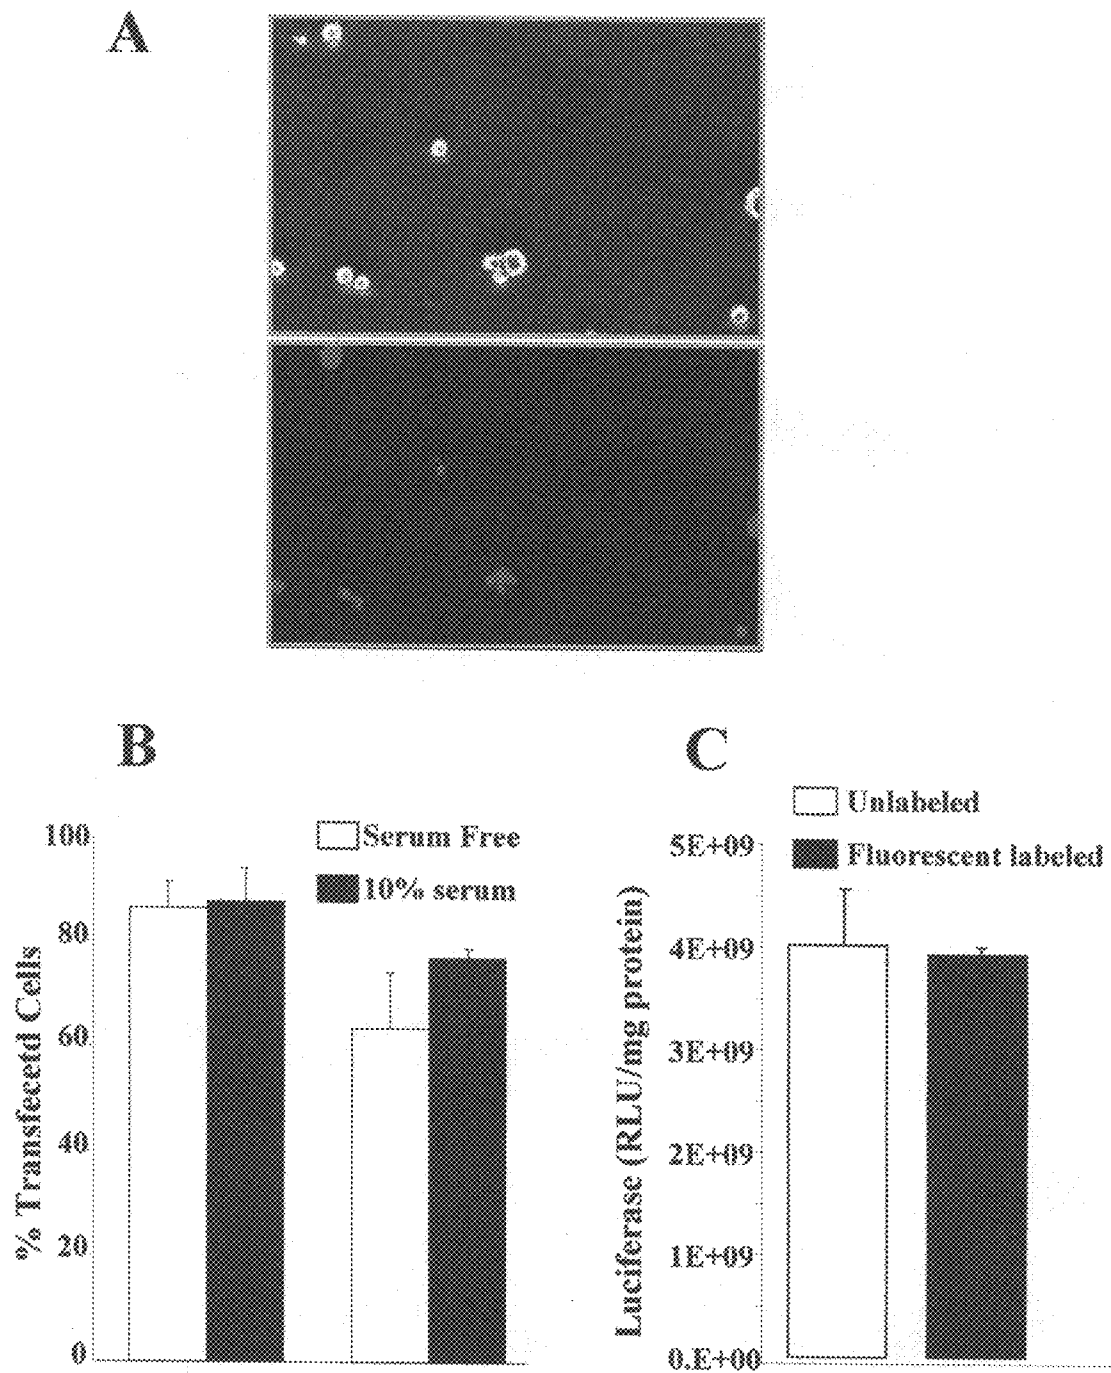 A
B
C
Serum Free
10% serum
100
80
60
40
20
0
% Transfecetd Cells
Unlabeled
Fluorescent labeled
5E+09
4E+09
3E+09
2E+09
1E+09
0.E+00
Luciferase (RLU/mg protein)